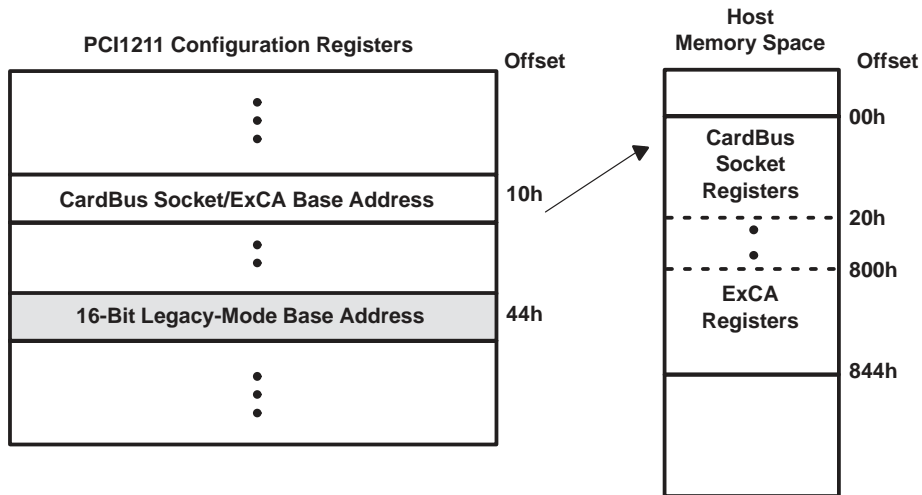 PCI1211 Configuration Registers
Offset
CardBus Socket/ExCA Base Address
10h
16-Bit Legacy-Mode Base Address
44h
Host
Memory Space
Offset
00h
CardBus
Socket
Registers
20h
800h
ExCA
Registers
844h